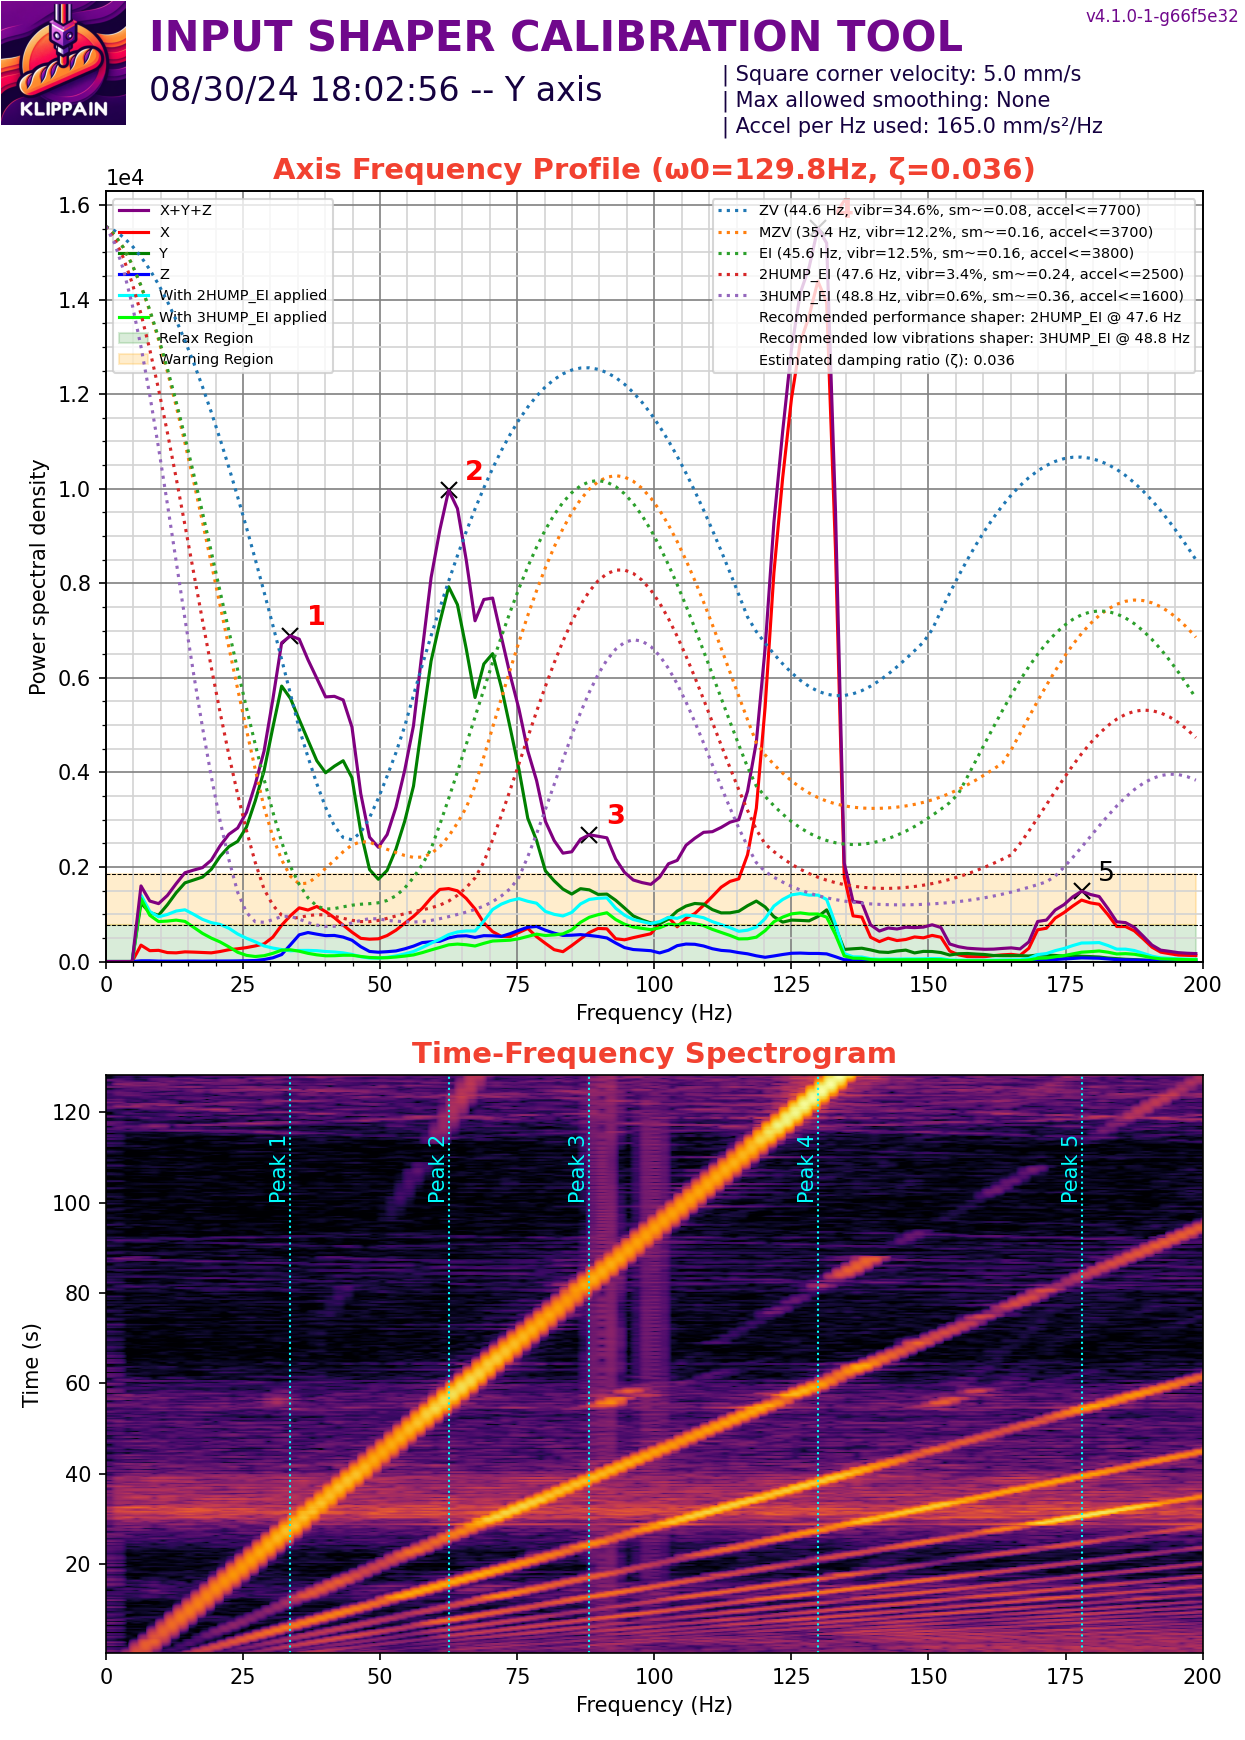 v4.1.0-1-g66f5e32
INPUT SHAPER CALIBRATION TOOL
08/30/24 18:02:56 -- Y axis
| Square corner velocity: 5.0 mm/s
| Max allowed smoothing: None
| Accel per Hz used: 165.0 mm/s²/Hz
KLIPPAIN
Axis Frequency Profile (ω0=129.8Hz, ζ=0.036)
1e4
X+Y+Z
X
Y
Z
With 2HUMP_EI applied
With 3HUMP_EI applied
Relax Region
Warning Region
ZV (44.6 Hz, vibr=34.6%, sm~=0.08, accel<=7700)
MZV (35.4 Hz, vibr=12.2%, sm~=0.16, accel<=3700)
EI (45.6 Hz, vibr=12.5%, sm~=0.16, accel<=3800)
2HUMP_EI (47.6 Hz, vibr=3.4%, sm~=0.24, accel<=2500)
3HUMP_EI (48.8 Hz, vibr=0.6%, sm~=0.36, accel<=1600)
Recommended performance shaper: 2HUMP_EI @ 47.6 Hz
Recommended low vibrations shaper: 3HUMP_EI @ 48.8 Hz
Estimated damping ratio (ζ): 0.036
1
2
3
4
5
Power spectral density
1.6
1.4
1.2
1.0
0.8
0.6
0.4
0.2
0.0
0 25 50 75 100 125 150 175 200
Frequency (Hz)
Time-Frequency Spectrogram
Time (s)
120
100
80
60
40
20
Peak 1
Peak 2
Peak 3
Peak 4
Peak 5
0 25 50 75 100 125 150 175 200
Frequency (Hz)